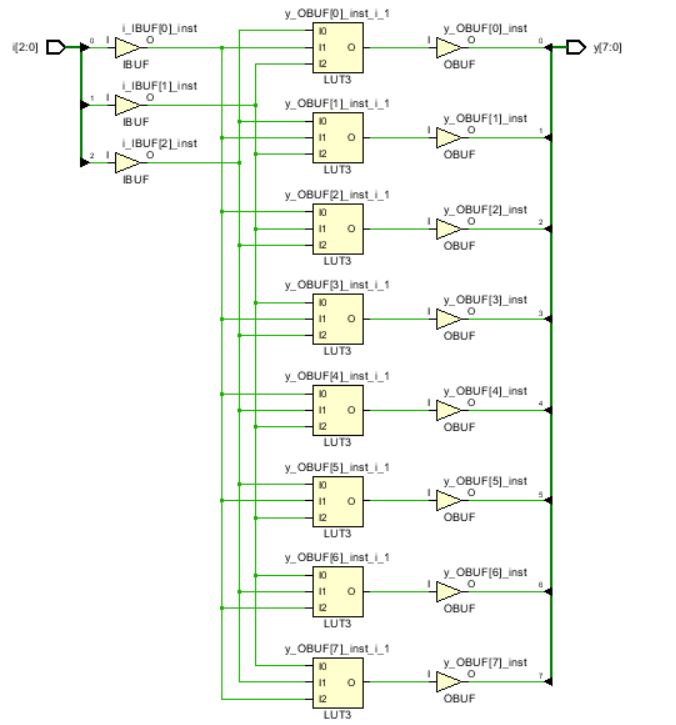 i[2:0]
0
I
i_IBUF[0]_inst
O
IBUF
1
I
i_IBUF[1]_inst
O
IBUF
2
I
i_IBUF[2]_inst
O
IBUF
y_OBUF[0]_inst_i_1
I0
I1
O
I2
LUT3
y_OBUF[0]_inst
I
O
OBUF
0
y[7:0]
y_OBUF[1]_inst_i_1
I0
I1
O
I2
LUT3
y_OBUF[1]_inst
I
O
OBUF
1
y_OBUF[2]_inst_i_1
I0
I1
O
I2
LUT3
y_OBUF[2]_inst
I
O
OBUF
2
y_OBUF[3]_inst_i_1
I0
I1
O
I2
LUT3
y_OBUF[3]_inst
I
O
OBUF
3
y_OBUF[4]_inst_i_1
I0
I1
O
I2
LUT3
y_OBUF[4]_inst
I
O
OBUF
4
y_OBUF[5]_inst_i_1
I0
I1
O
I2
LUT3
y_OBUF[5]_inst
I
O
OBUF
5
y_OBUF[6]_inst_i_1
I0
I1
O
I2
LUT3
y_OBUF[6]_inst
I
O
OBUF
6
y_OBUF[7]_inst_i_1
I0
I1
O
I2
LUT3
y_OBUF[7]_inst
I
O
OBUF
7